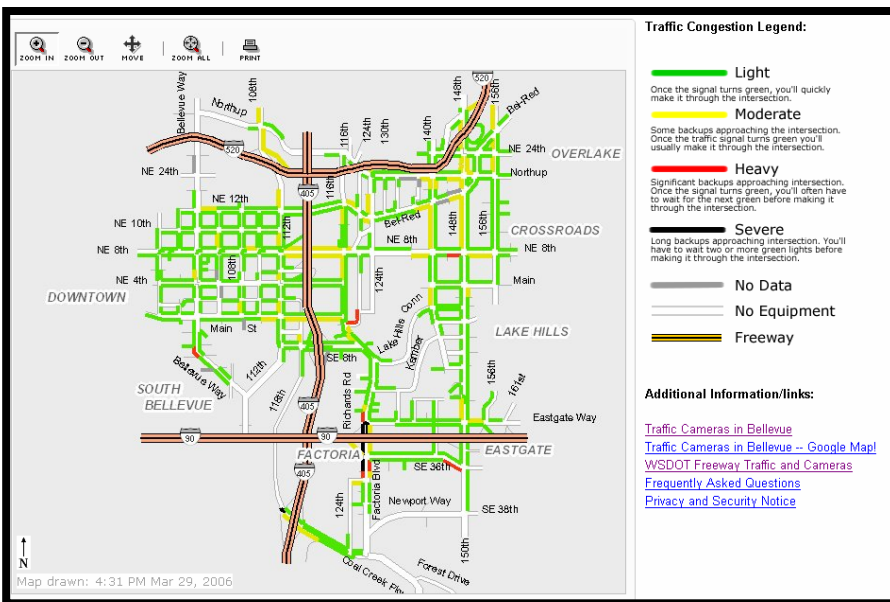 ZOOM IN
ZOOM OUT
MOVE
ZOOM ALL
PRINT
Bellevue Way
Northup
108th
116th
124th
130th
140th
148th
156th
520
Bel-Red
520
NE 24th
OVERLAKE
NE 24th
Northup
405
116th
NE 12th
NE 10th
112th
Bel-Red
148th
156th
CROSSROADS
NE 8th
NE 8th
NE 8th
108th
124th
NE 4th
Main
DOWNTOWN
Lake Hills Conn
Main St
LAKE HILLS
Kamber
SE 8th
Bellevue Way
112th
156th
161st
SOUTH
BELLEVUE
118th
Richards Rd
405
Eastgate Way
90
90
FACTORIA
EASTGATE
405
SE 36th
Factoria Blvd
124th
Newport Way
SE 38th
150th
Coal Creek Pkw
Forest Drive
N
Map drawn: 4:31 PM Mar 29, 2006
Traffic Congestion Legend:
Light
Once the signal turns green, you'll quickly
make it through the intersection.
Moderate
Some backups approaching the intersection.
Once the traffic signal turns green you'll
usually make it through the intersection.
Heavy
Significant backups approaching intersection.
Once the signal turns green, you'll often have
to wait for the next green before making it
through the intersection.
Severe
Long backups approaching intersection. You'll
have to wait two or more green lights before
making it through the intersection.
No Data
No Equipment
Freeway
Additional Information/links:
Traffic Cameras in Bellevue
Traffic Cameras in Bellevue -- Google Map!
WSDOT Freeway Traffic and Cameras
Frequently Asked Questions
Privacy and Security Notice